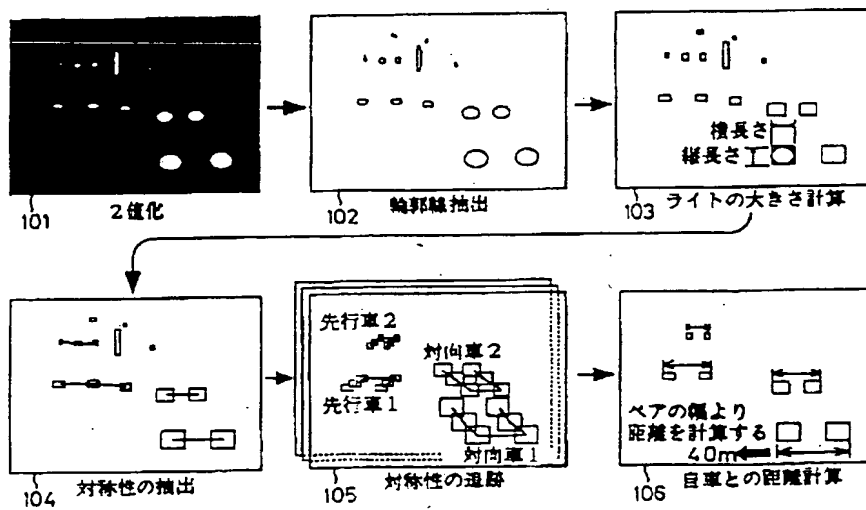 横長さ
縦長さ
101
2値化
102
輪郭線抽出
103
ライトの大きさ計算
先行車2
対向車2
先行車1
対向車1
ペアの幅より
距離を計算する
40m
104
対称性の抽出
105
対称性の追跡
106
自車との距離計算